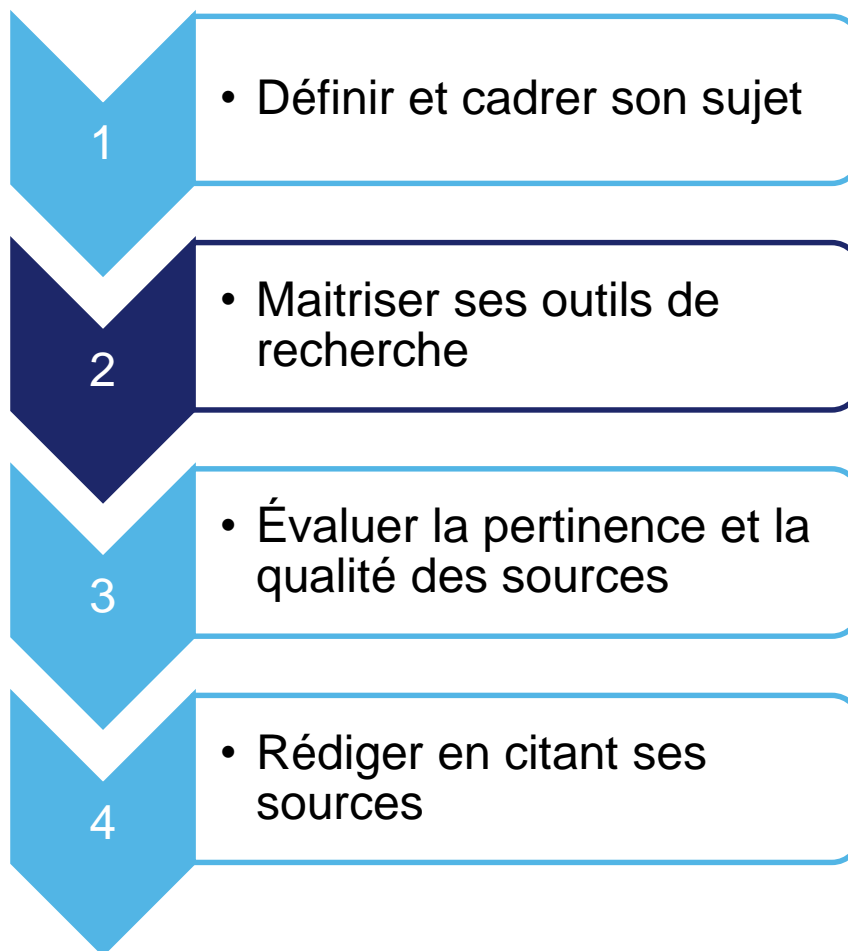 1
• Définir et cadrer son sujet
2
• Maitriser ses outils de
recherche
3
• Évaluer la pertinence et la
qualité des sources
4
• Rédiger en citant ses
sources